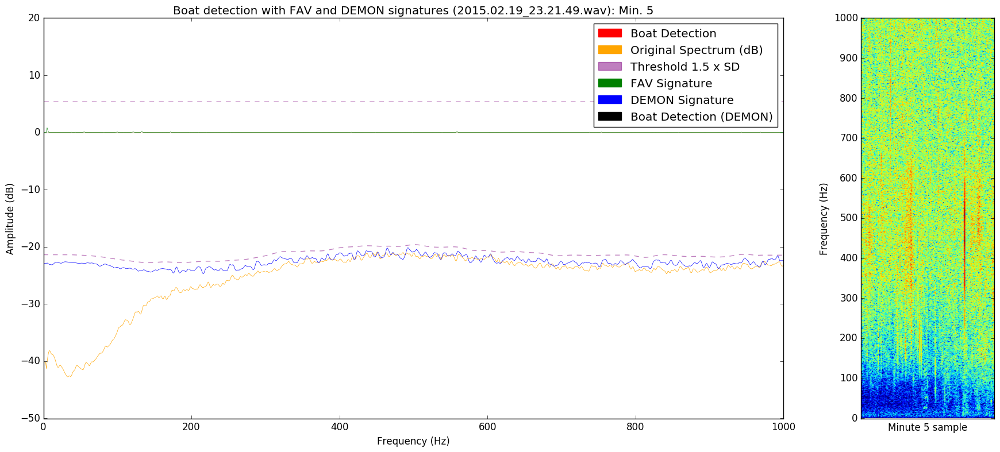 Boat detection with FAV and DEMON signatures (2015.02.19_23.21.49.wav): Min. 5
20
10
0
−10
−20
−30
−40
−50
Amplitude (dB)
0
200
400
600
800
1000
Frequency (Hz)
Boat Detection
Original Spectrum (dB)
Threshold 1.5 x SD
FAV Signature
DEMON Signature
Boat Detection (DEMON)
1000
900
800
700
600
500
400
300
200
100
0
Frequency (Hz)
Minute 5 sample